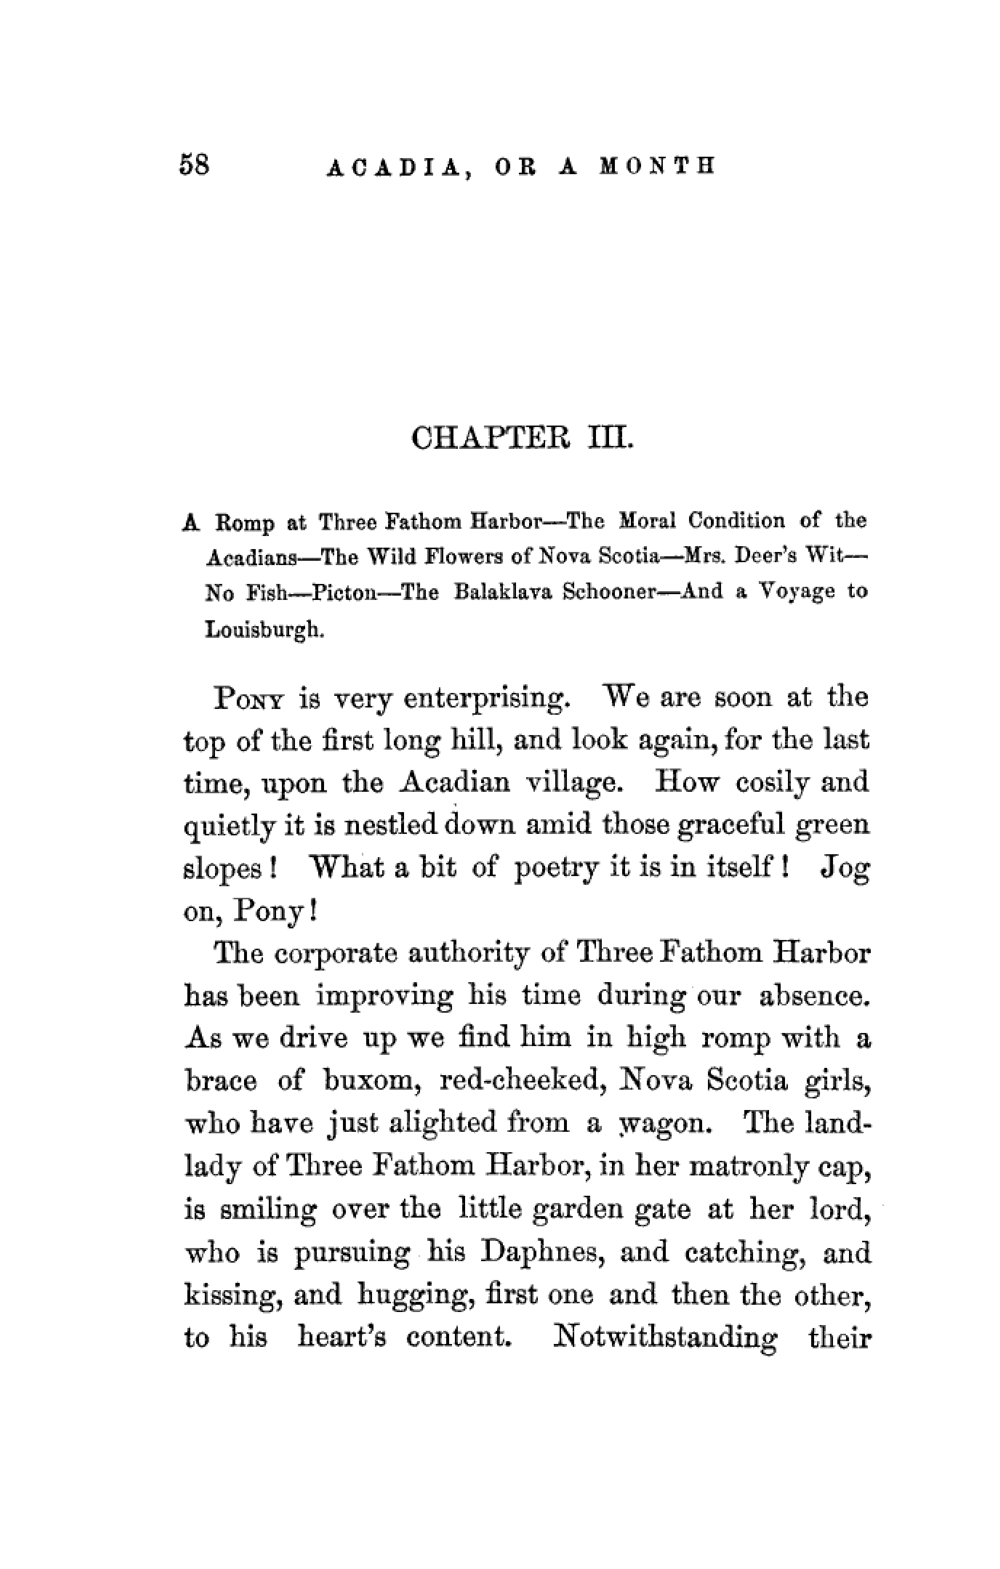 58 ACADIA, OR A MONTH
CHAPTER III.
A Romp at Three Fathom Harbor—The Moral Condition of the
Acadians—The Wild Flowers of Nova Scotia—Mrs. Deer's Wit—
No Fish—Picton—The Balaklava Schooner—And a Voyage to
Louisburgh.
PONY is very enterprising. We are soon at the
top of the first long hill, and look again, for the last
time, upon the Acadian village. How cosily and
quietly it is nestled down amid those graceful green
slopes! What a bit of poetry it is in itself! Jog
on, Pony!
The corporate authority of Three Fathom Harbor
has been improving his time during our absence.
As we drive up we find him in high romp with a
brace of buxom, red-cheeked, Nova Scotia girls,
who have just alighted from a wagon. The land-
lady of Three Fathom Harbor, in her matronly cap,
is smiling over the little garden gate at her lord,
who is pursuing his Daphnes, and catching, and
kissing, and hugging, first one and then the other,
to his heart's content. Notwithstanding their